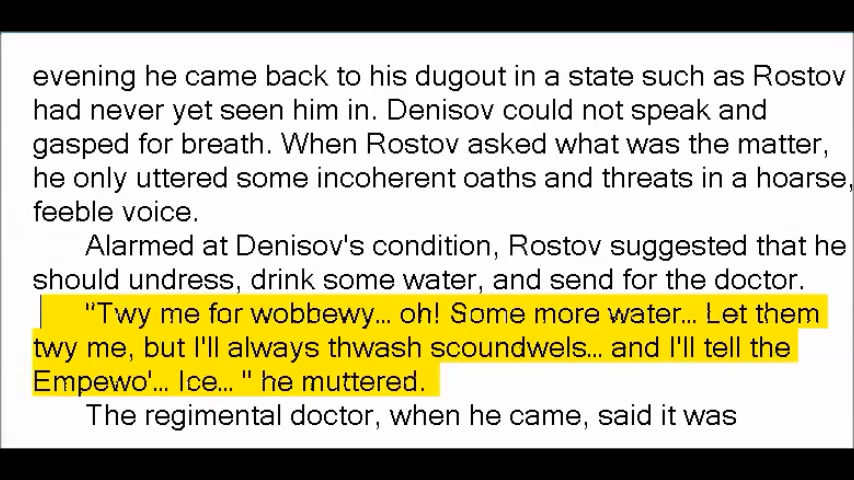 evening he came back to his dugout in a state such as Rostov
had never yet seen him in. Denisov could not speak and
gasped for breath. When Rostov asked what was the matter,
he only uttered some incoherent oaths and threats in a hoarse,
feeble voice.
Alarmed at Denisov's condition, Rostov suggested that he
should undress, drink some water, and send for the doctor.
"Twy me for wobbewy... oh! Some more water... Let them
twy me, but I'll always thwash scoundwels... and I'll tell the
Empewo'... Ice... " he muttered.
The regimental doctor, when he came, said it was